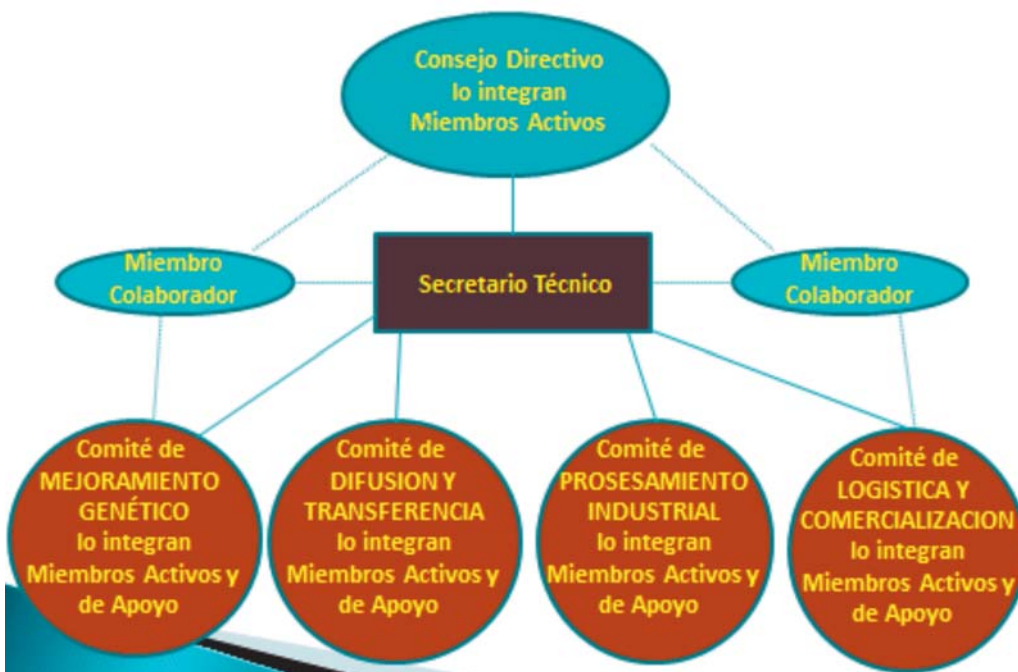 Consejo Directivo
lo integran
Miembros Activos
Miembro
Colaborador
Secretario Técnico
Miembro
Colaborador
Comité de
MEJORAMIENTO
GENÉTICO
lo integran
Miembros Activos y
de Apoyo
Comité de
DIFUSION Y
TRANSFERENCIA
lo integran
Miembros Activos y
de Apoyo
Comité de
PROSESAMIENTO
INDUSTRIAL
lo integran
Miembros Activos y
de Apoyo
Comité de
LOGISTICA Y
COMERCIALIZACION
lo integran
Miembros Activos y
de Apoyo